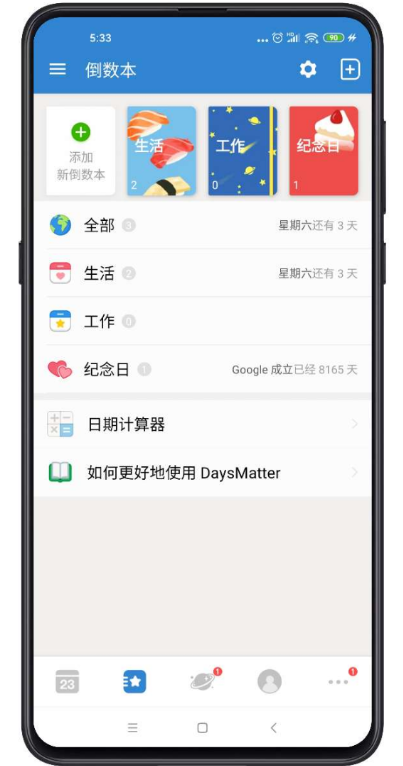 5:33
90
倒数本
添加
新倒数本
生活
2
工作
0
纪念日
1
全部 3
星期六还有 3 天
生活 2
星期六还有 3 天
工作 0
纪念日 1
Google 成立已经 8165 天
日期计算器
如何更好地使用 DaysMatter
23
1
1